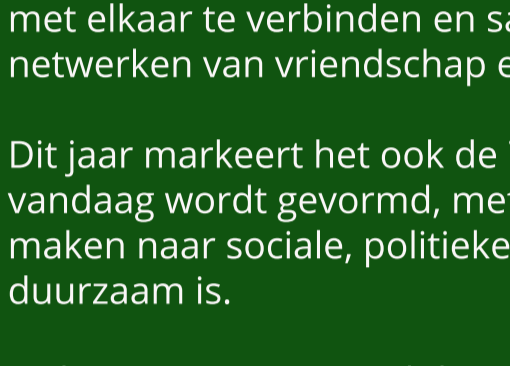 met elkaar te verbinden en
netwerken van vriendschap
Dit jaar markeert het ook de
vandaag wordt gevormd,
maken naar sociale, politieke
duurzaam is.